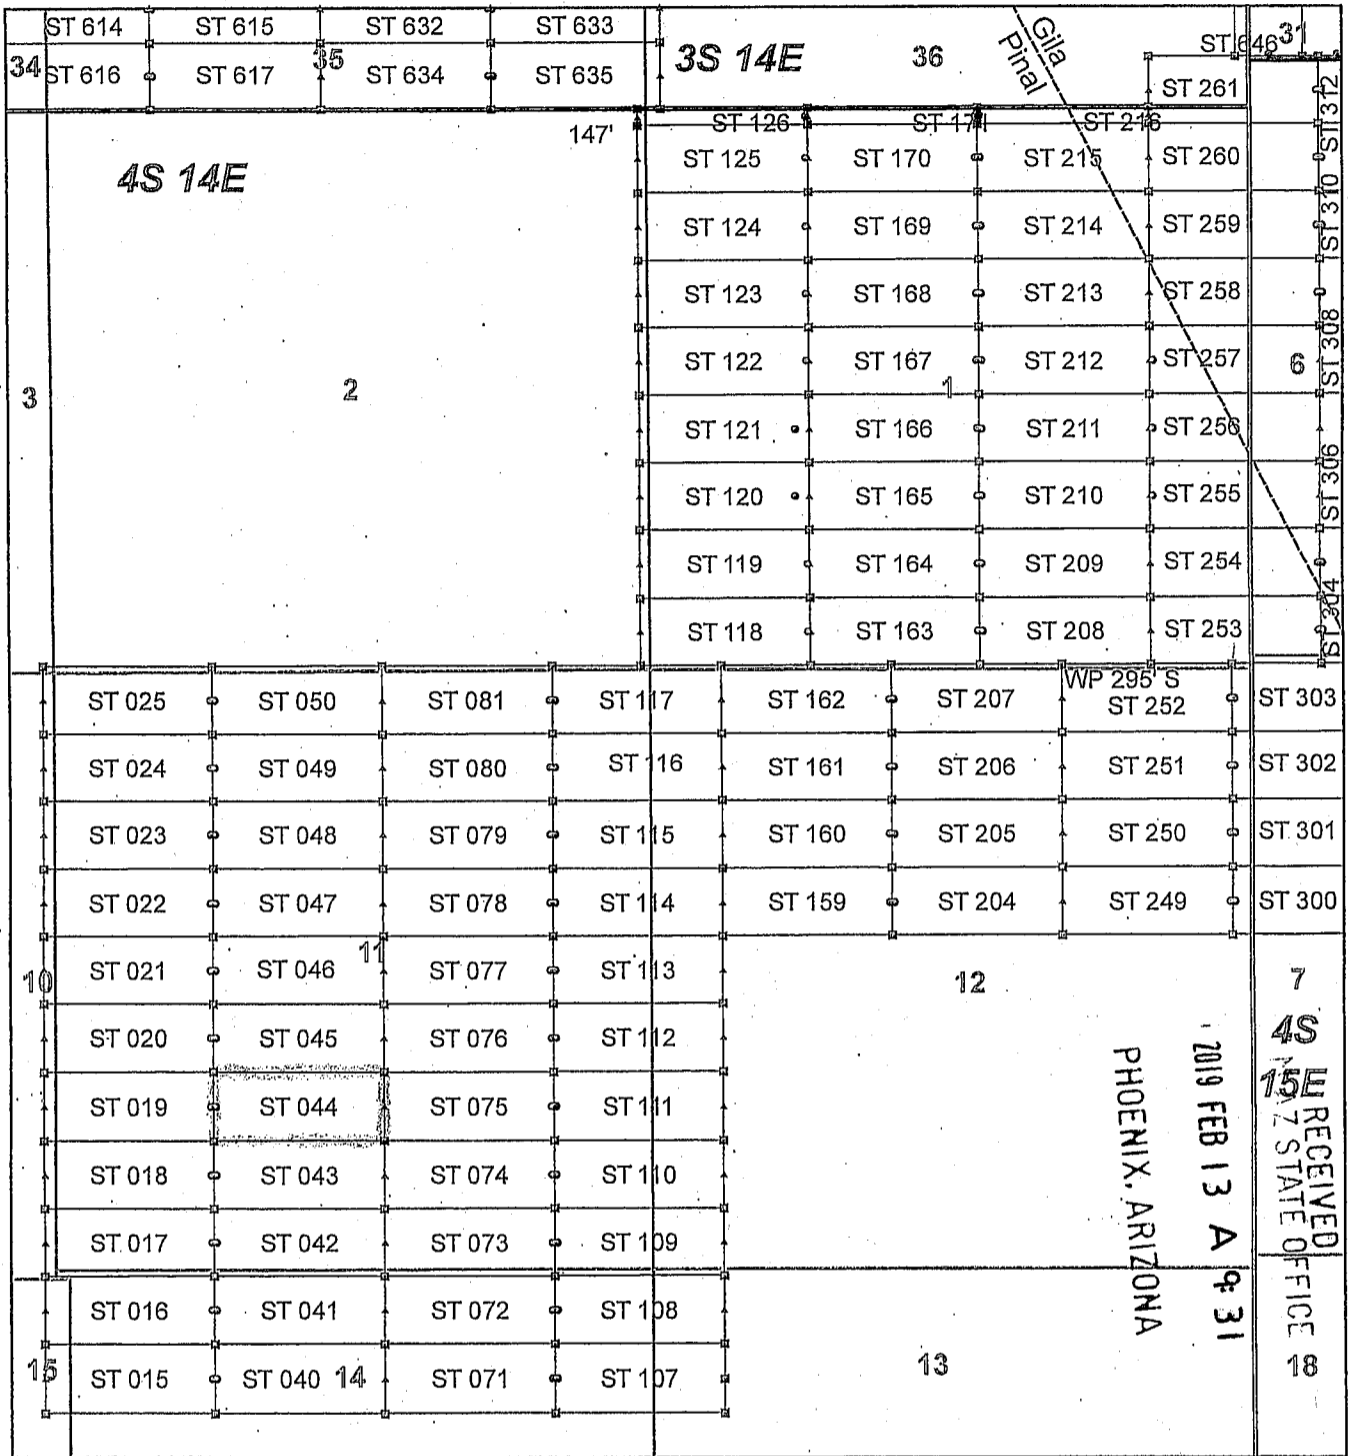 ST 614 ST 615 ST 632 ST 633
34 35 3S 14E 36 Gila Pinal ST 646 31
ST 616 ST 617 ST 634 ST 635 ST 261 ST 312
147' ST 126 ST 171 ST 216
4S 14E ST 125 ST 170 ST 215 ST 260 ST 310
ST 124 ST 169 ST 214 ST 259
ST 123 ST 168 ST 213 ST 258 ST 308
ST 122 ST 167 ST 212 ST 257 6
3 2 1
ST 121 ST 166 ST 211 ST 256 ST 306
ST 120 ST 165 ST 210 ST 255
ST 119 ST 164 ST 209 ST 254 ST 304
ST 118 ST 163 ST 208 ST 253
WP 295' S
ST 025 ST 050 ST 081 ST 117 ST 162 ST 207 ST 252 ST 303
ST 024 ST 049 ST 080 ST 116 ST 161 ST 206 ST 251 ST 302
ST 023 ST 048 ST 079 ST 115 ST 160 ST 205 ST 250 ST 301
ST 022 ST 047 ST 078 ST 114 ST 159 ST 204 ST 249 ST 300
11
10 ST 021 ST 046 ST 077 ST 113 12 7
ST 020 ST 045 ST 076 ST 112 4S
15E
ST 019 ST 044 ST 075 ST 111
ST 018 ST 043 ST 074 ST 110
ST 017 ST 042 ST 073 ST 109
ST 016 ST 041 ST 072 ST 108
15 ST 015 ST 040 14 ST 071 ST 107 13 18
RECEIVED
AZ STATE OFFICE
2019 FEB 13 A 9:31
PHOENIX, ARIZONA